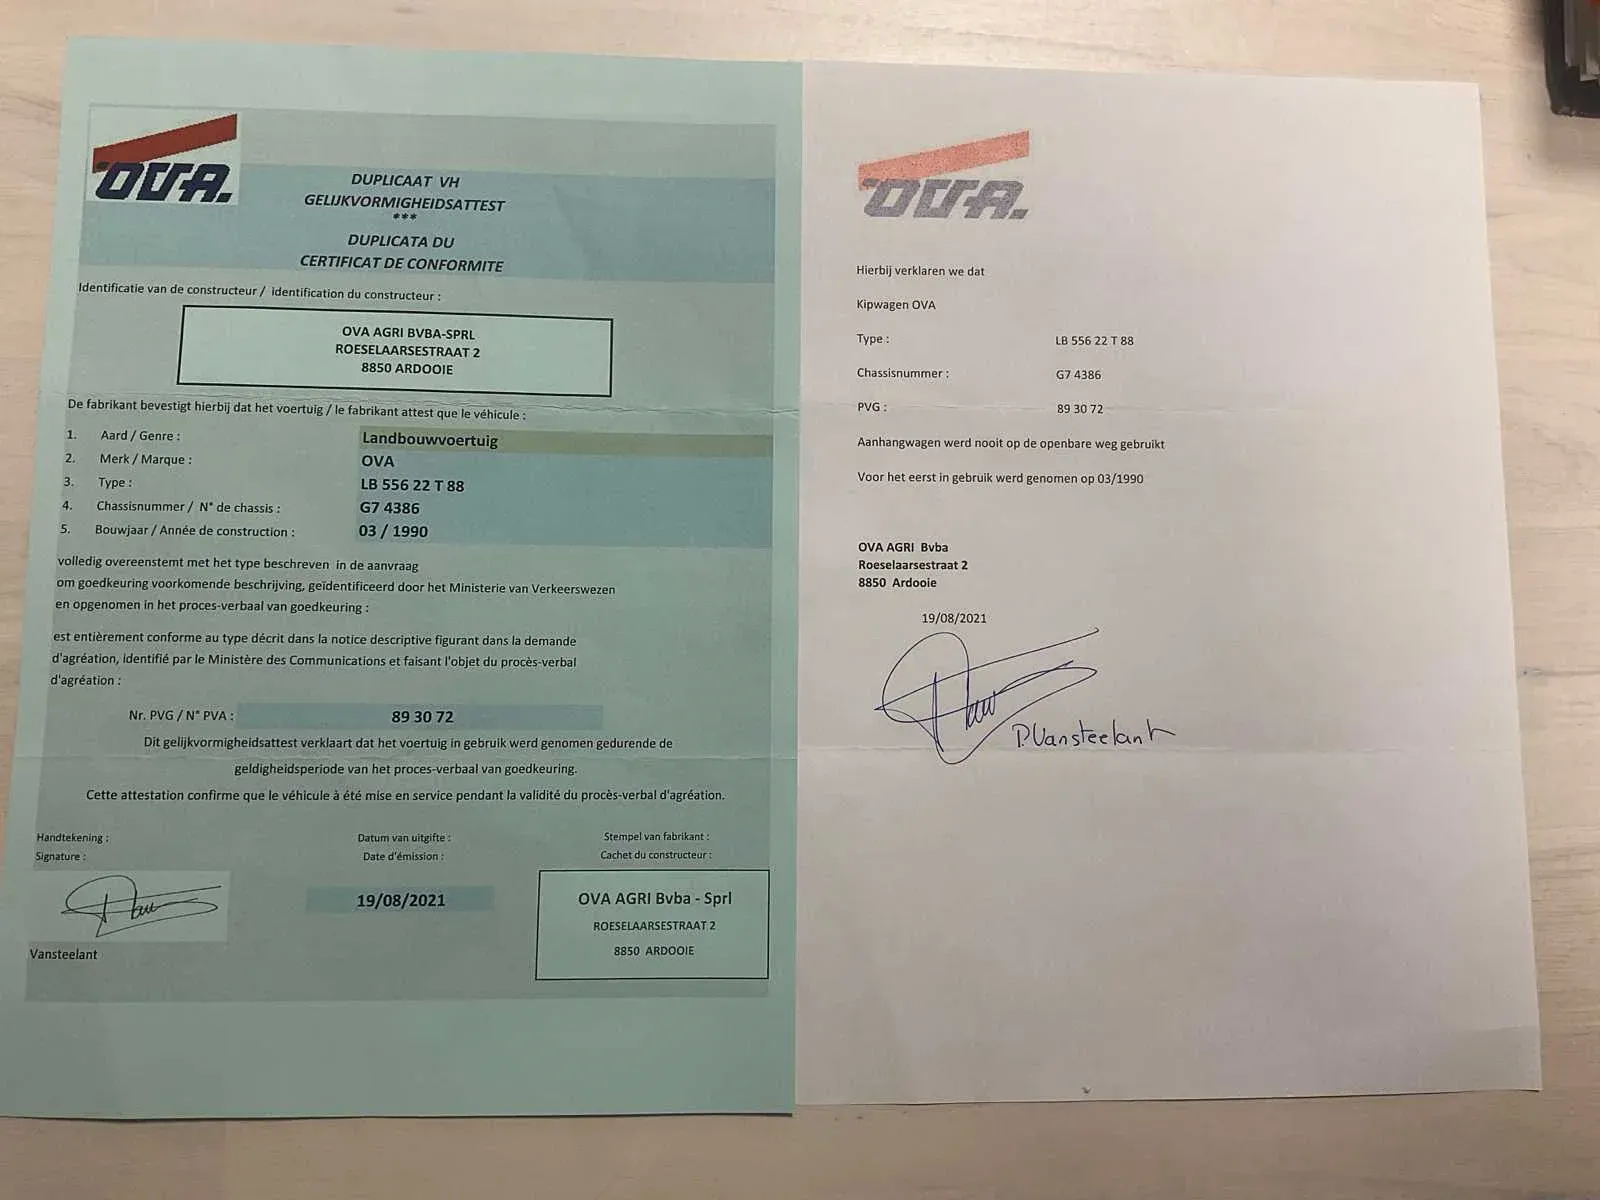 OVA.
DUPLICAAT VH
GELIJKVORMIGHEIDSATTEST
***
DUPLICATA DU
CERTIFICAT DE CONFORMITE
Identificatie van de constructeur / identification du constructeur :
OVA AGRI BVBA-SPRL
ROESELAARSESTRAAT 2
8850 ARDOOIE
De fabrikant bevestigt hierbij dat het voertuig / le fabrikant attest que le véhicule :
1. Aard / Genre : Landbouwvoertuig
2. Merk / Marque : OVA
3. Type : LB 556 22 T 88
4. Chassisnummer / N° de chassis : G7 4386
5. Bouwjaar / Année de construction : 03 / 1990
volledig overeenstemt met het type beschreven in de aanvraag
om goedkeuring voorkomende beschrijving, geïdentificeerd door het Ministerie van Verkeerswezen
en opgenomen in het proces-verbaal van goedkeuring :
est entièrement conforme au type décrit dans la notice descriptive figurant dans la demande
d'agréation, identifié par le Ministère des Communications et faisant l'objet du procès-verbal
d'agréation :
Nr. PVG / N° PVA : 89 30 72
Dit gelijkvormigheidsattest verklaart dat het voertuig in gebruik werd genomen gedurende de
geldigheidsperiode van het proces-verbaal van goedkeuring.
Cette attestation confirme que le véhicule à été mise en service pendant la validité du procès-verbal d'agréation.
Handtekening :
Signature :
Vansteelant
Datum van uitgifte :
Date d'émission :
19/08/2021
Stempel van fabrikant :
Cachet du constructeur :
OVA AGRI Bvba - Sprl
ROESELAARSESTRAAT 2
8850 ARDOOIE
OVA.
Hierbij verklaren we dat
Kipwagen OVA
Type : LB 556 22 T 88
Chassisnummer : G7 4386
PVG : 89 30 72
Aanhangwagen werd nooit op de openbare weg gebruikt
Voor het eerst in gebruik werd genomen op 03/1990
OVA AGRI Bvba
Roeselaarsestraat 2
8850 Ardooie
19/08/2021
P.Vansteelant